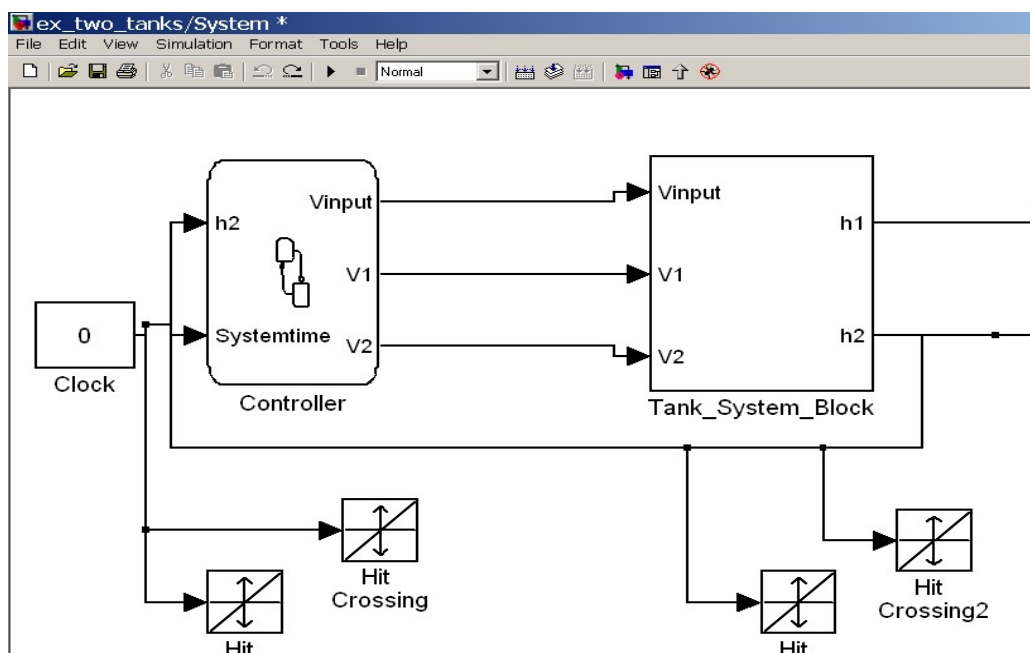 ex_two_tanks/System *
File Edit View Simulation Format Tools Help
Normal
h2
Systemtime
Vinput
V1
V2
Controller
0
Clock
Vinput
V1
V2
h1
h2
Tank_System_Block
Hit
Crossing
Hit
Crossing2
Hit
Hit